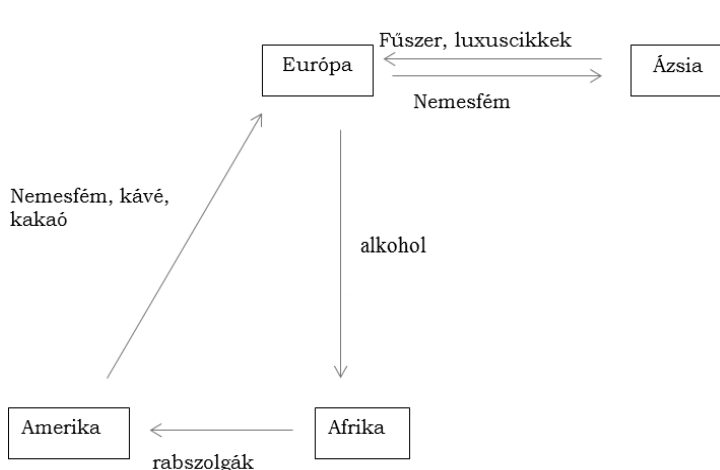 Fűszer, luxuscikkek
Európa
Ázsia
Nemesfém
Nemesfém, kávé,
kakaó
alkohol
Amerika
Afrika
rabszolgák